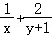 1/x + 2/(y+1)